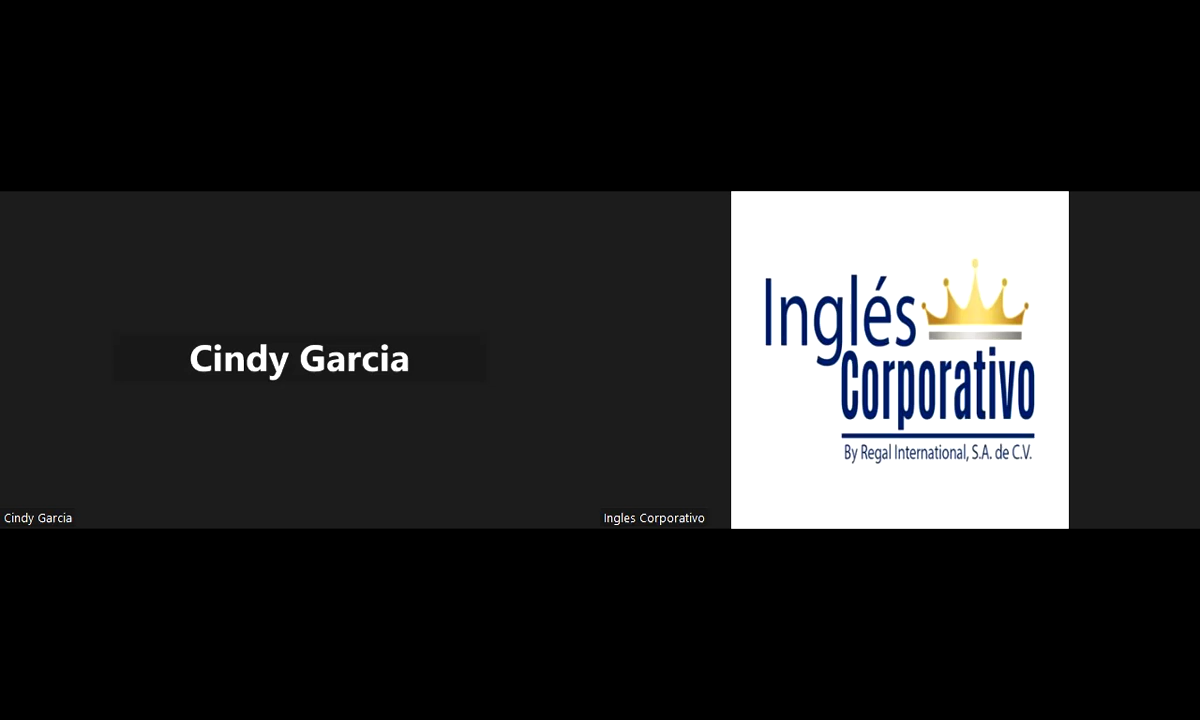 Cindy Garcia
Inglés
Corporativo
By Regal International, S.A. de C.V.
Cindy Garcia
Ingles Corporativo